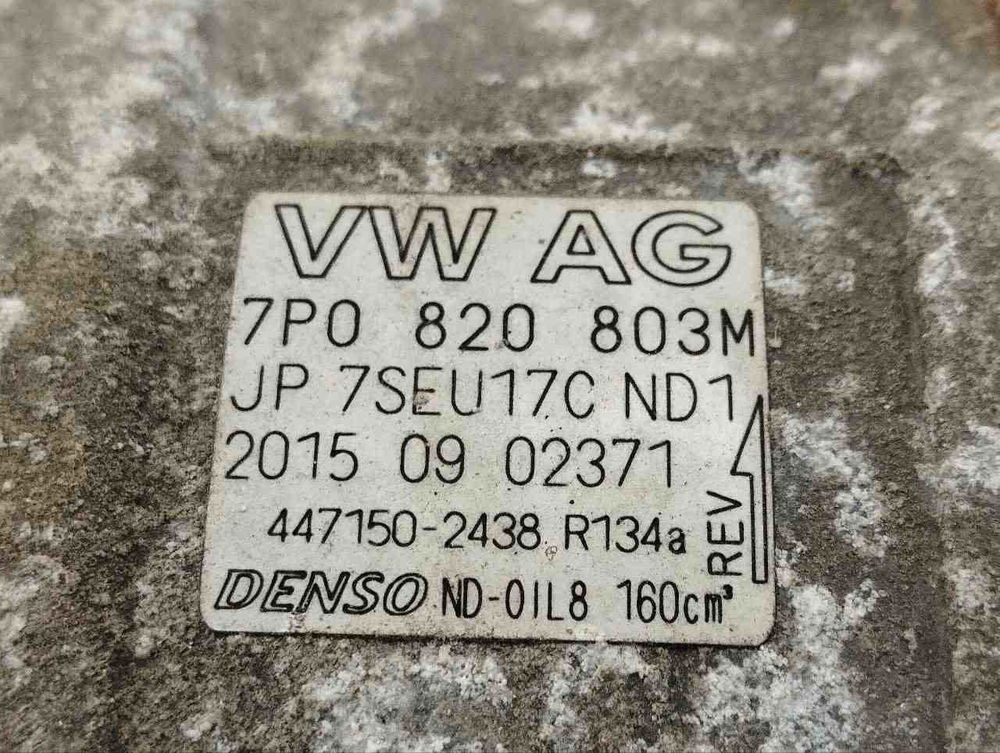 VW AG
7P0 820 803M
JP 7SEU17C ND1
2015 09 02371
447150-2438 R134a
REV
DENSO ND-OIL8 160cm³